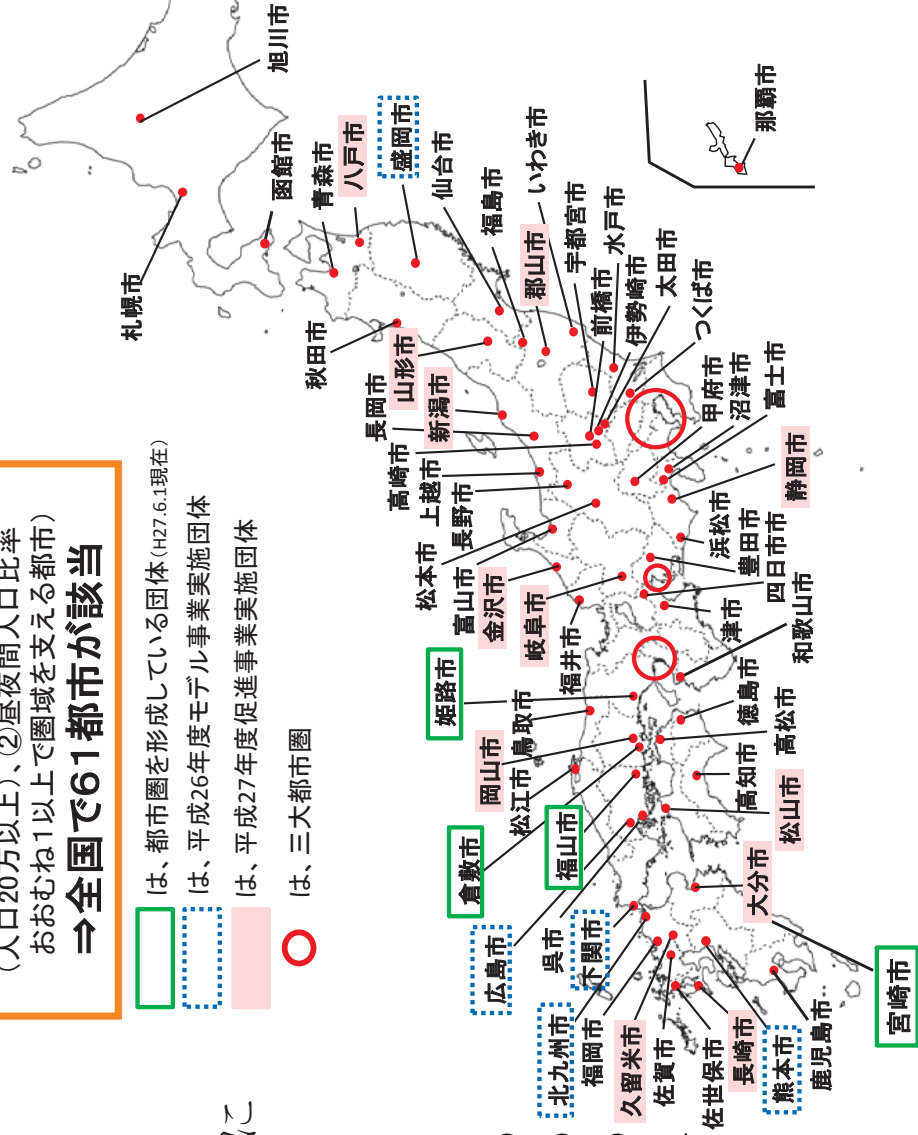 (人口20万以上)、(2)昼夜間人口比率
おおむね1以上で圏域を支える都市)
⇒全国で61都市が該当
は、都市圏を形成している団体(H27.6.1現在)
は、平成26年度モデル事業実施団体
は、平成27年度促進事業実施団体
は、三大都市圏
旭川市
札幌市
函館市
青森市
八戸市
盛岡市
仙台市
秋田市
山形市
福島市
郡山市
いわき市
宇都宮市
水戸市
前橋市
伊勢崎市
太田市
つくば市
長岡市
新潟市
高崎市
上越市
長野市
松本市
富山市
金沢市
岐阜市
福井市
甲府市
沼津市
富士市
静岡市
浜松市
豊田市
四日市市
津市
和歌山市
姫路市
鳥取市
岡山市
松江市
倉敷市
福山市
広島市
呉市
下関市
徳島市
高松市
高知市
松山市
北九州市
福岡市
久留米市
佐賀市
佐世保市
長崎市
熊本市
鹿児島市
大分市
宮崎市
那覇市